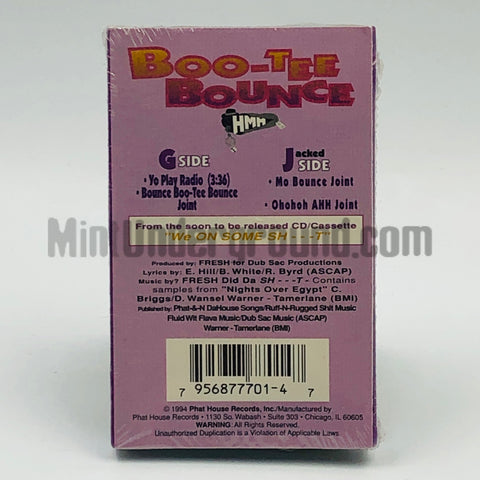 BOO-TEE
BOUNCE
HMH
G SIDE
• Yo Play Radio (3:36)
• Bounce Boo-Tee Bounce
Joint
Jacked
SIDE
• Mo Bounce Joint
• Ohohoh AHH Joint
From the soon to be released CD/Cassette
"We ON SOME SH - - -T"
MintUnderground.com
Produced by: FRESH for Dub Sac Productions
Lyrics by: E. Hill/B. White/R. Byrd (ASCAP)
Music by? FRESH Did Da SH - - -T - Contains
samples from "Nights Over Egypt" C.
Briggs/D. Wansel Warner - Tamerlane (BMI)
Published by: Phat-&-N DaHouse Songs/Ruff-N-Rugged Shit Music
Fluid Wit Flava Music/Dub Sac Music (ASCAP)
Warner - Tamerlane (BMI)
7 956877701-4 7
© 1994 Phat House Records, Inc./Manufactured by
Phat House Records • 1130 So. Wabash • Suite 303 • Chicago, IL 60605
WARNING: All Rights Reserved.
Unauthorized Duplication is a Violation of Applicable Laws.